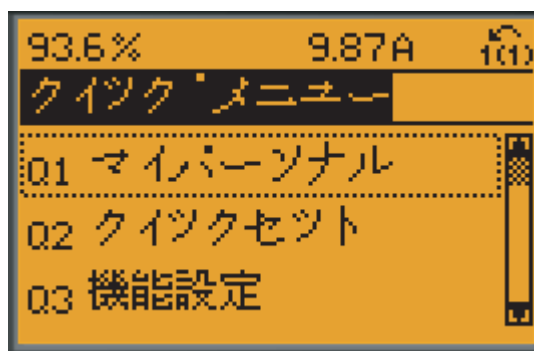 93.6% 9.87A 1(1)
クイック・メニュー
Q1 マイパーソナル
Q2 クイックセット
Q3 機能設定